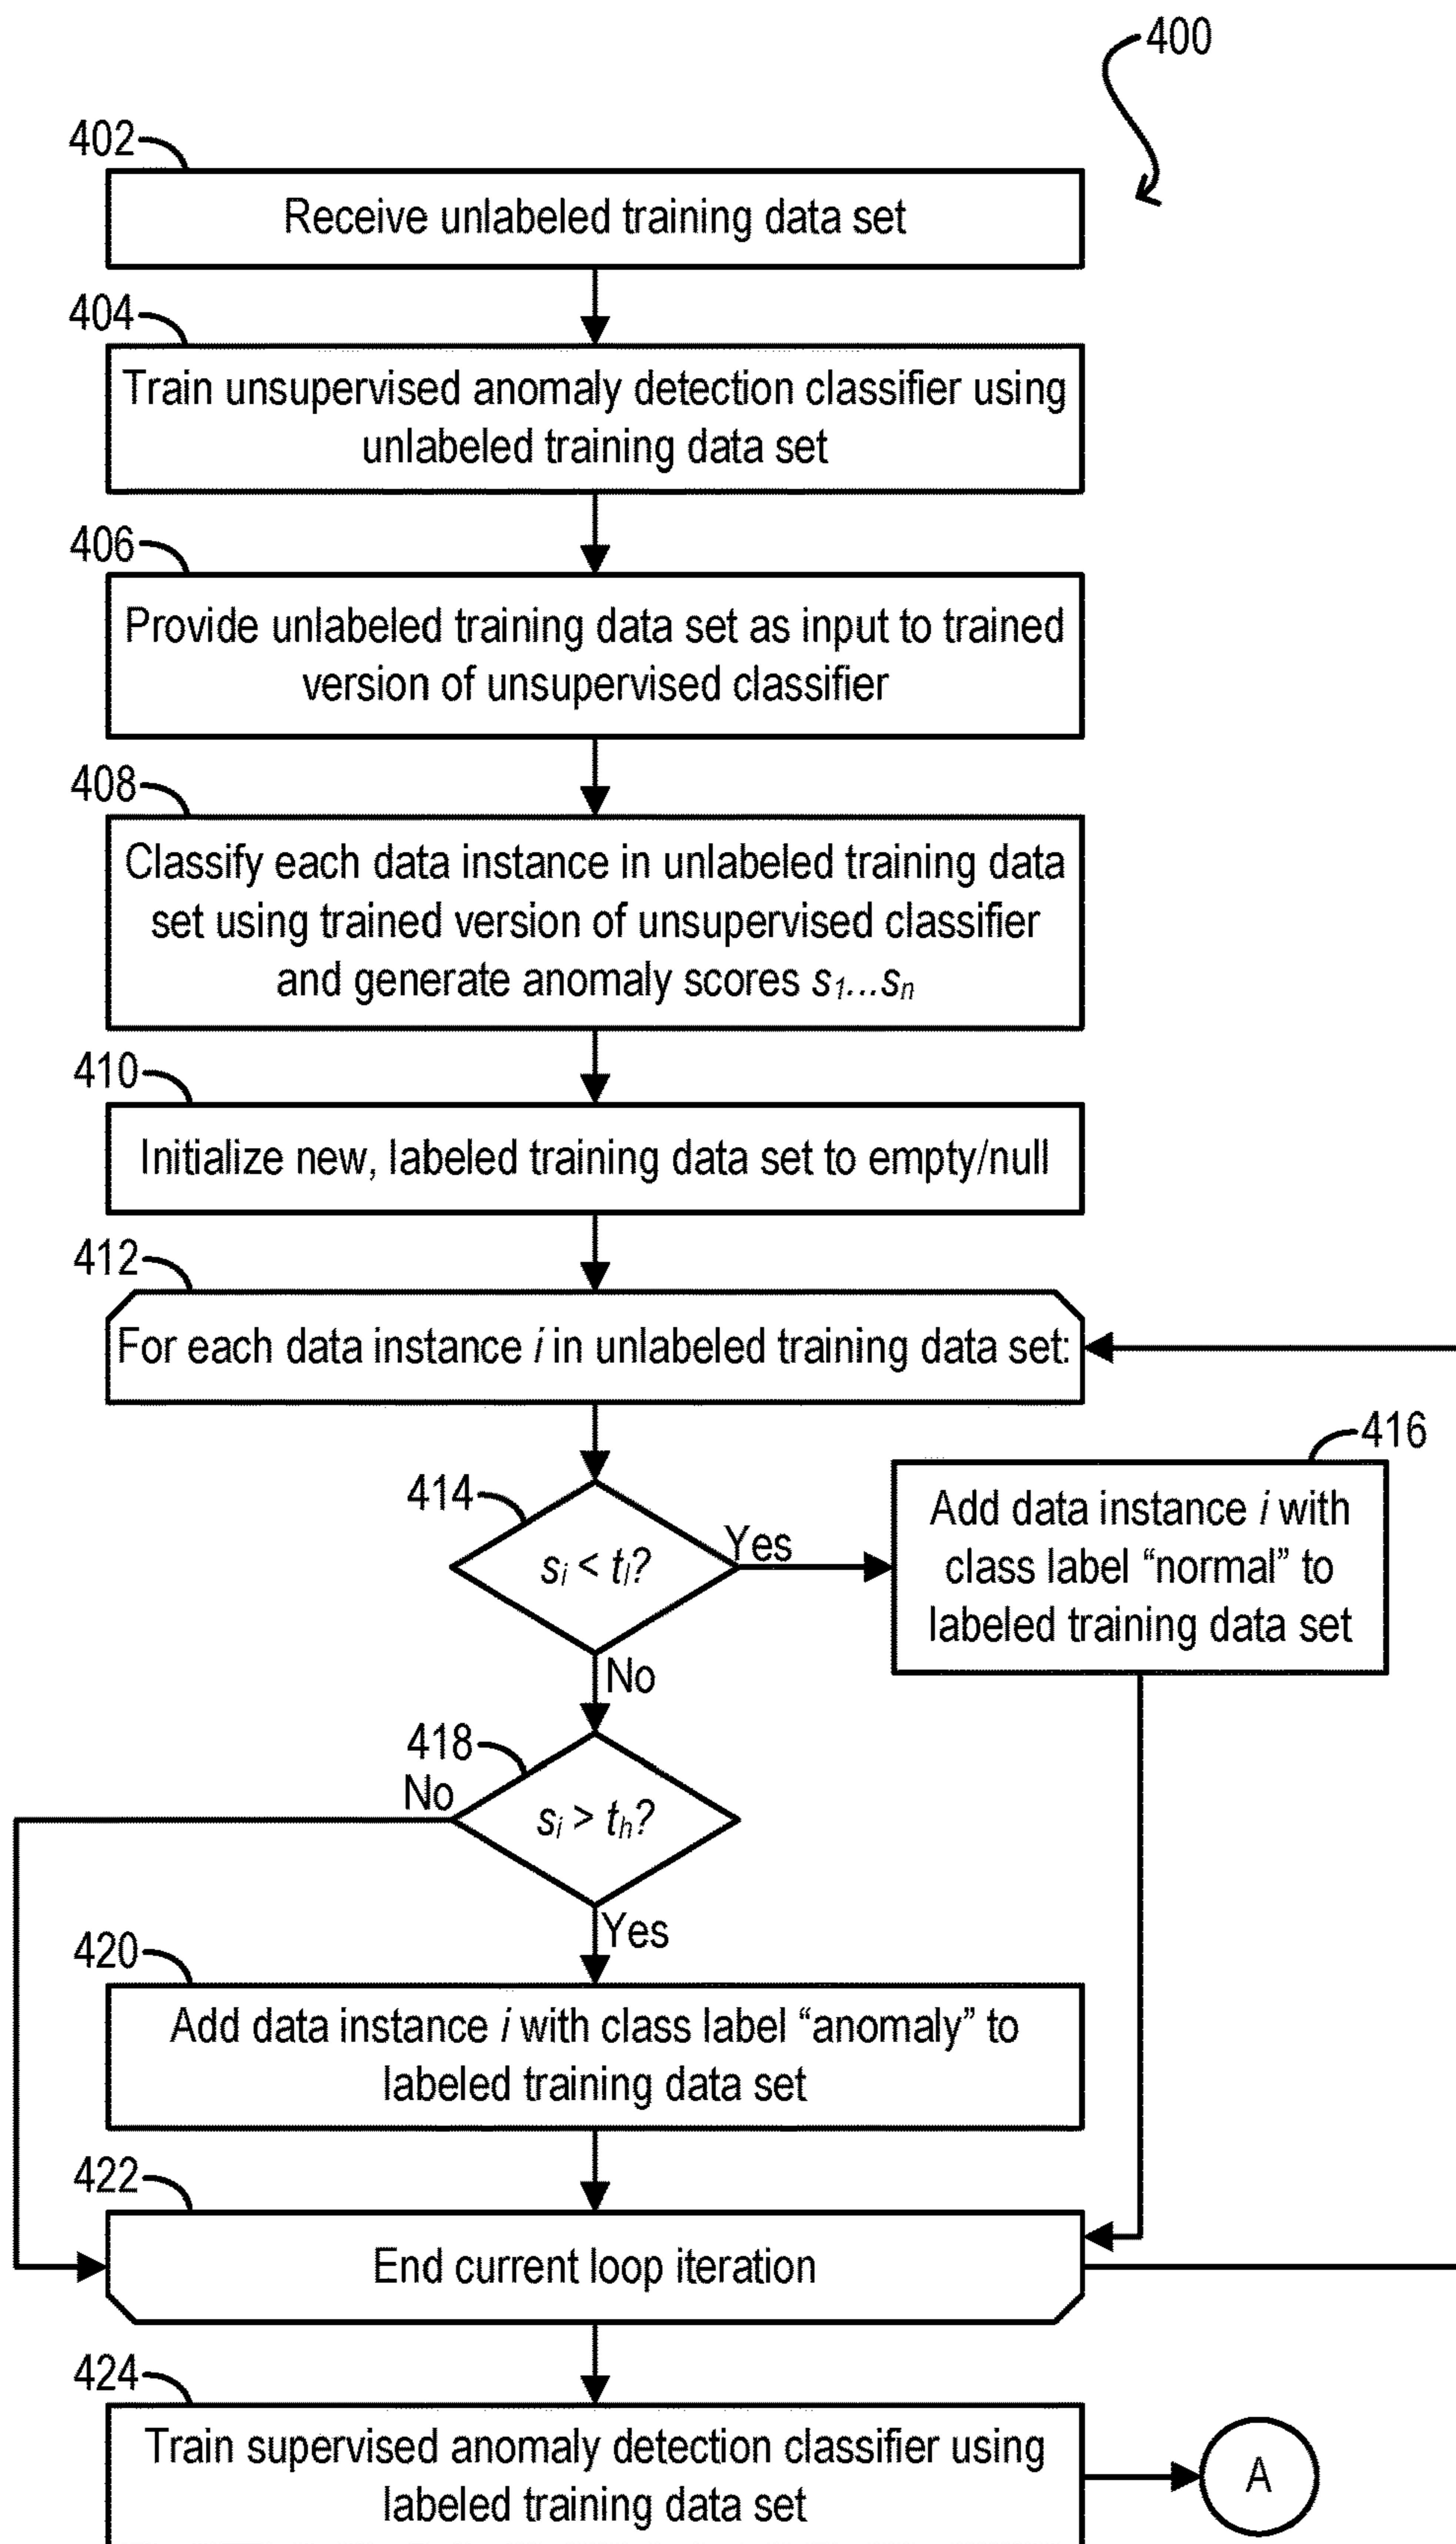 400
402
Receive unlabeled training data set
404
Train unsupervised anomaly detection classifier using
unlabeled training data set
406
Provide unlabeled training data set as input to trained
version of unsupervised classifier
408
Classify each data instance in unlabeled training data
set using trained version of unsupervised classifier
and generate anomaly scores s1...sn
410
Initialize new, labeled training data set to empty/null
412
For each data instance i in unlabeled training data set:
414
si < tl?
Yes
416
Add data instance i with
class label “normal” to
labeled training data set
No
418
si > th?
No
Yes
420
Add data instance i with class label “anomaly” to
labeled training data set
422
End current loop iteration
424
Train supervised anomaly detection classifier using
labeled training data set
A